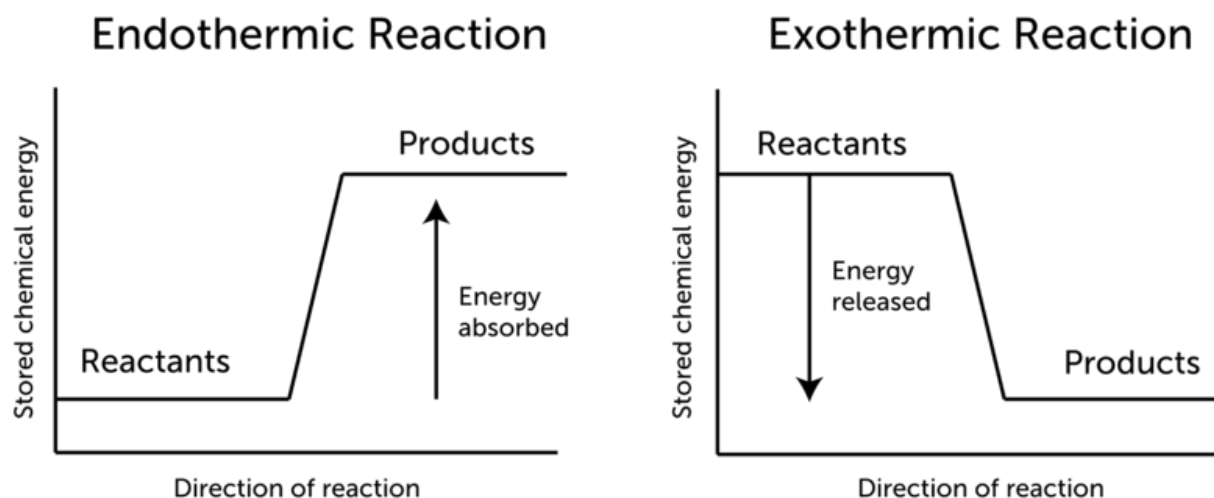 Endothermic Reaction
Stored chemical energy
Products
Energy
absorbed
Reactants
Direction of reaction
Exothermic Reaction
Stored chemical energy
Reactants
Energy
released
Products
Direction of reaction